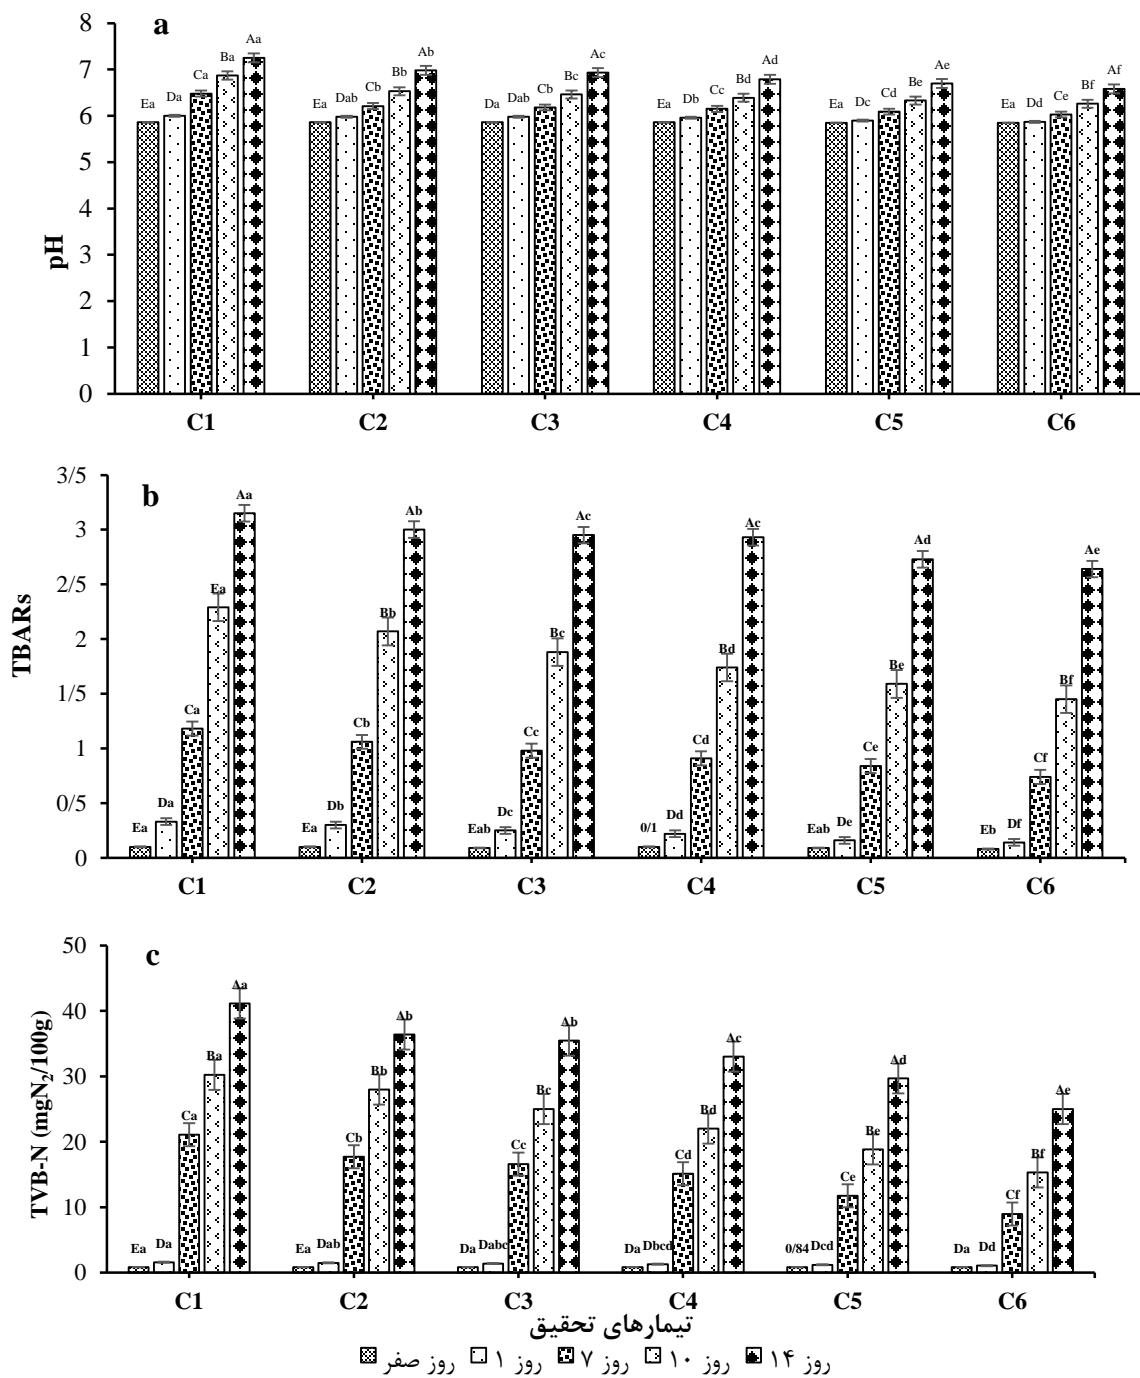 a
8
7
6
5
4
3
2
1
0
pH
Ea Da Ca Ba Aa
Ea Dab Cb Bb Ab
Da Dab Cb Bc Ac
Ea Db Cc Bd Ad
Ea Dc Cd Be Ae
Ea Dd Ce Bf Af
C1 C2 C3 C4 C5 C6
b
3/5
3
2/5
2
1/5
1
0/5
0
TBARs
Ea Da Ca Ea Aa
Ea Db Cb Bb Ab
Eab Dc Cc Bc Ac
0/1 Dd Cd Bd Ac
Eab De Ce Be Ad
Eb Df Cf Bf Ae
C1 C2 C3 C4 C5 C6
c
50
40
30
20
10
0
TVB-N (mgN₂/100g)
Ea Da Ca Ba Aa
Ea Dab Cb Bb Ab
Da Dabc Cc Bc Ab
Da Dbcd Cd Bd Ac
0/84 Dcd Ce Be Ad
Da Dd Cf Bf Ae
C1 C2 C3 C4 C5 C6
تیمارهای تحقیق
روز صفر روز ۱ روز ۷ روز ۱۰ روز ۱۴